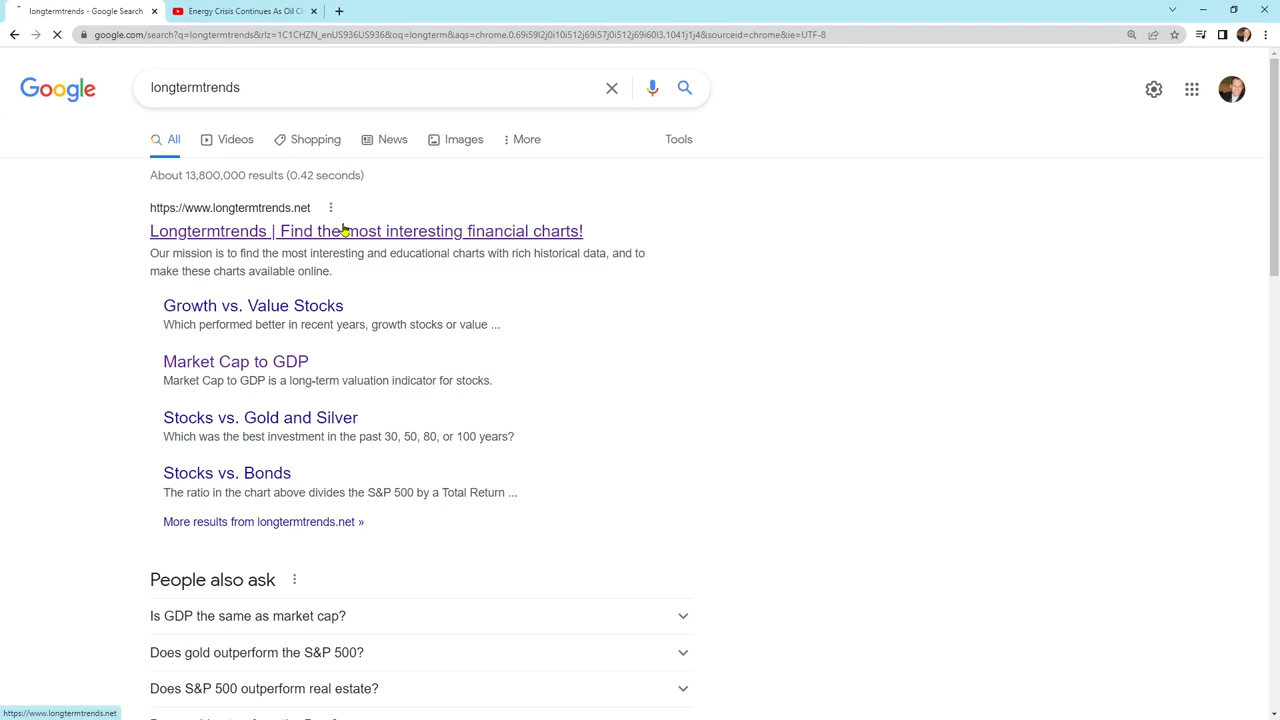 longtermtrends - Google Search
Energy Crisis Continues As Oil Cl
google.com/search?q=longtermtrends&rlz=1C1CHZN_enUS936US936&oq=longterm&aqs=chrome.0.69i59l2j0i10i512j69i57j0i512j69i60l3.1041j1j4&sourceid=chrome&ie=UTF-8
Google
longtermtrends
All
Videos
Shopping
News
Images
More
Tools
About 13,800,000 results (0.42 seconds)
https://www.longtermtrends.net
Longtermtrends | Find the most interesting financial charts!
Our mission is to find the most interesting and educational charts with rich historical data, and to
make these charts available online.
Growth vs. Value Stocks
Which performed better in recent years, growth stocks or value ...
Market Cap to GDP
Market Cap to GDP is a long-term valuation indicator for stocks.
Stocks vs. Gold and Silver
Which was the best investment in the past 30, 50, 80, or 100 years?
Stocks vs. Bonds
The ratio in the chart above divides the S&P 500 by a Total Return ...
More results from longtermtrends.net »
People also ask
Is GDP the same as market cap?
Does gold outperform the S&P 500?
Does S&P 500 outperform real estate?
https://www.longtermtrends.net